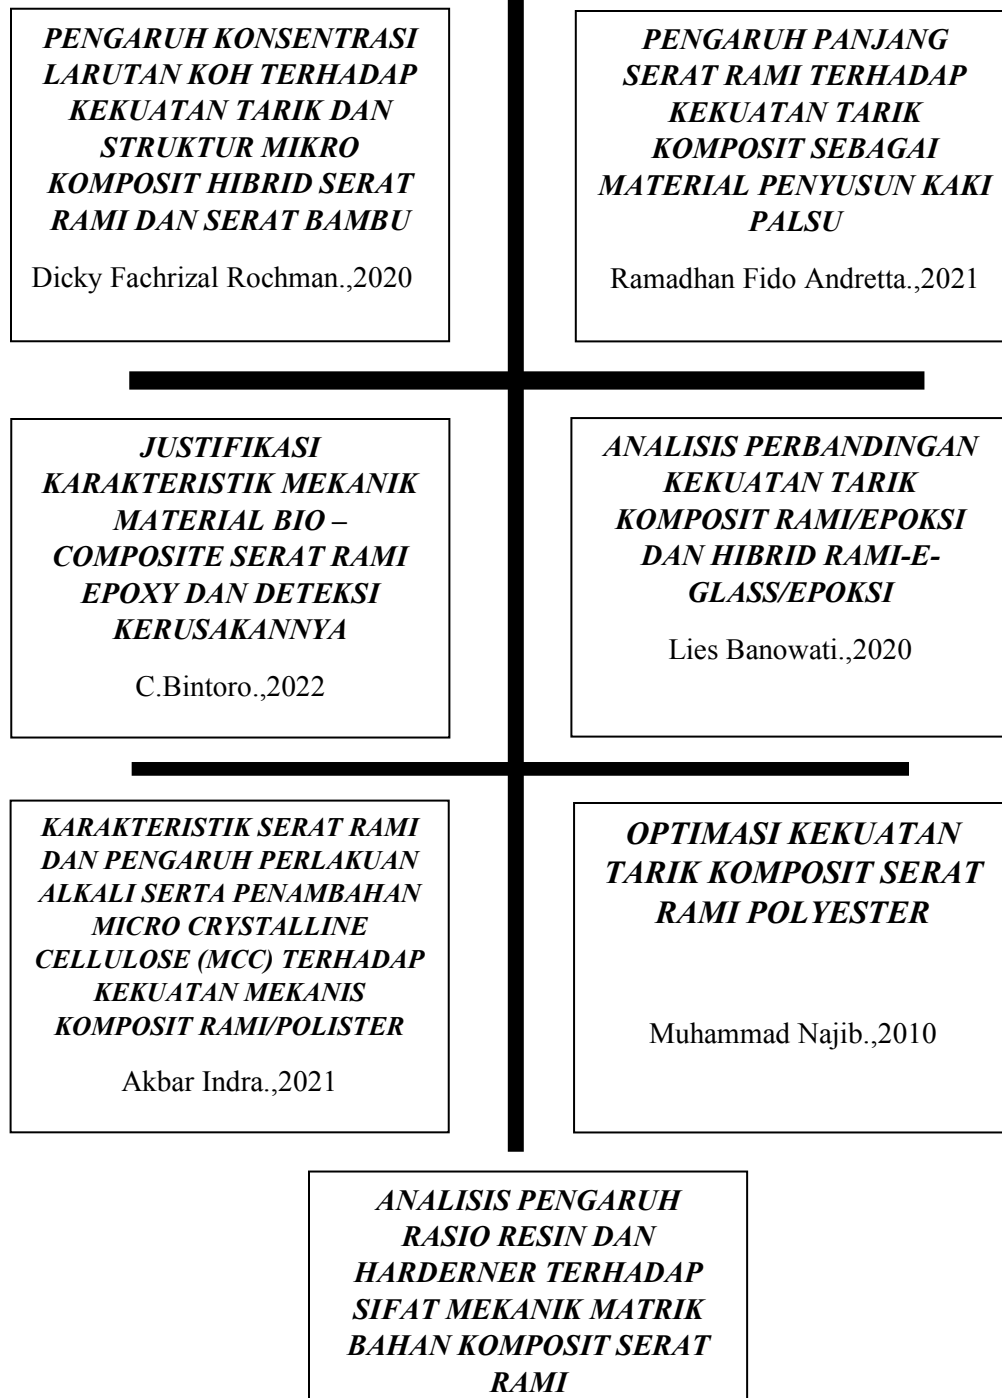 PENGARUH KONSENTRASI
LARUTAN KOH TERHADAP
KEKUATAN TARIK DAN
STRUKTUR MIKRO
KOMPOSIT HIBRID SERAT
RAMI DAN SERAT BAMBU
Dicky Fachrizal Rochman.,2020
PENGARUH PANJANG
SERAT RAMI TERHADAP
KEKUATAN TARIK
KOMPOSIT SEBAGAI
MATERIAL PENYUSUN KAKI
PALSU
Ramadhan Fido Andretta.,2021
JUSTIFIKASI
KARAKTERISTIK MEKANIK
MATERIAL BIO –
COMPOSITE SERAT RAMI
EPOXY DAN DETEKSI
KERUSAKANNYA
C.Bintoro.,2022
ANALISIS PERBANDINGAN
KEKUATAN TARIK
KOMPOSIT RAMI/EPOKSI
DAN HIBRID RAMI-E-
GLASS/EPOKSI
Lies Banowati.,2020
KARAKTERISTIK SERAT RAMI
DAN PENGARUH PERLAKUAN
ALKALI SERTA PENAMBAHAN
MICRO CRYSTALLINE
CELLULOSE (MCC) TERHADAP
KEKUATAN MEKANIS
KOMPOSIT RAMI/POLISTER
Akbar Indra.,2021
OPTIMASI KEKUATAN
TARIK KOMPOSIT SERAT
RAMI POLYESTER
Muhammad Najib.,2010
ANALISIS PENGARUH
RASIO RESIN DAN
HARDERNER TERHADAP
SIFAT MEKANIK MATRIK
BAHAN KOMPOSIT SERAT
RAMI